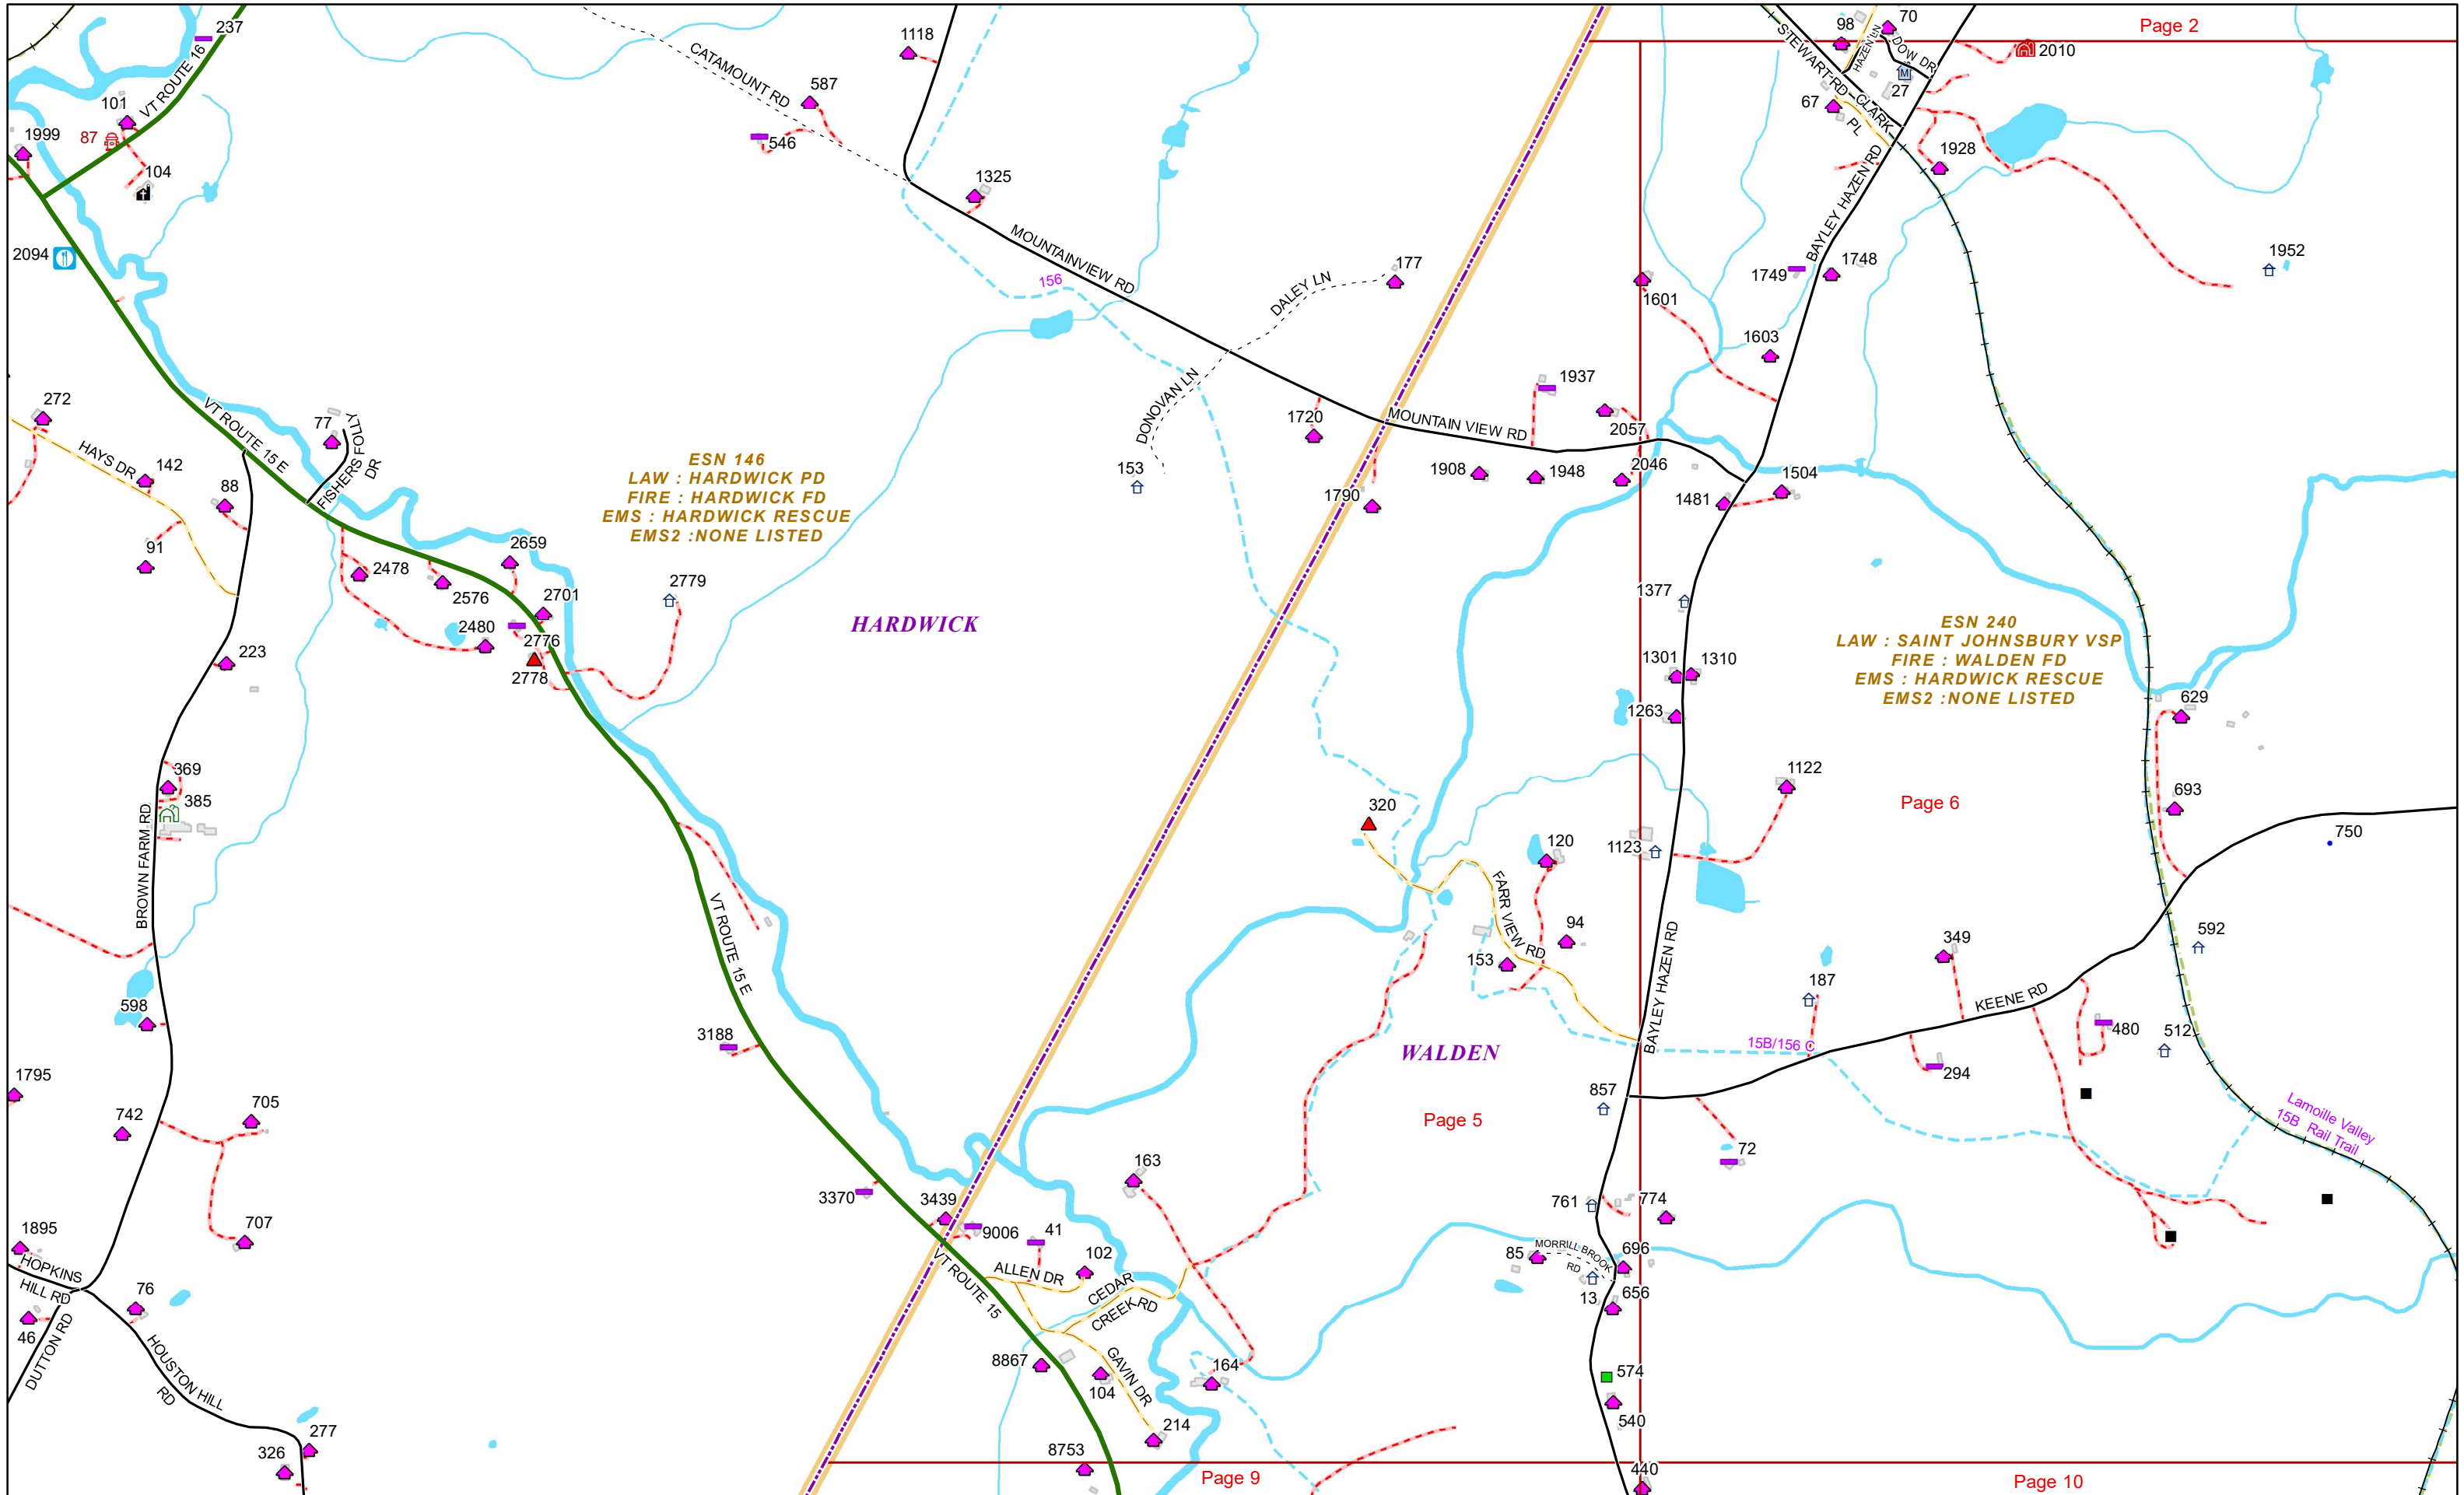 237
VT ROUTE 16
101
87
1999
104
2094
CATAMOUNT RD
587
546
1118
1325
MOUNTAINVIEW RD
156
DALEY LN
177
DONOVAN LN
153
1720
Page 2
98
70
HAZEN LN
DOW DR
M
27
2010
STEWART RD
CLARK
PL
67
1928
BAYLEY HAZEN RD
1952
1749
1748
1601
1603
1937
2057
MOUNTAIN VIEW RD
1908
1948
2046
1790
1481
1504
272
HAYS DR
142
88
91
77
VT ROUTE 15 E
FISHERS FOLLY
DR
2478
2576
2659
2701
2480
2776
2778
2779
ESN 146
LAW : HARDWICK PD
FIRE : HARDWICK FD
EMS : HARDWICK RESCUE
EMS2 :NONE LISTED
HARDWICK
ESN 240
LAW : SAINT JOHNSBURY VSP
FIRE : WALDEN FD
EMS : HARDWICK RESCUE
EMS2 :NONE LISTED
1377
1301
1310
1263
629
693
223
369
385
BROWN FARM RD
598
VT ROUTE 15 E
3188
320
120
1122
1123
Page 6
750
FARR VIEW RD
94
153
BAYLEY HAZEN RD
349
592
187
KEENE RD
480
512
294
15B/156 C
WALDEN
Page 5
857
72
Lamoille Valley
15B Rail Trail
1795
742
705
707
1895
HOPKINS
HILL RD
46
DUTTON RD
76
HOUSTON HILL
RD
277
326
3370
3439
9006
41
102
ALLEN DR
CEDAR
CREEK RD
VT ROUTE 15
163
164
8867
104
GAVIN DR
214
8753
761
774
85
MORRILL BROOK
RD
696
13
656
574
540
440
Page 9
Page 10